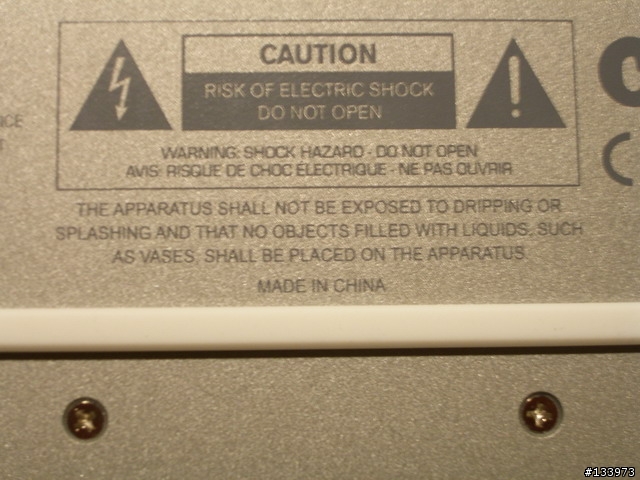 CAUTION
RISK OF ELECTRIC SHOCK
DO NOT OPEN
WARNING: SHOCK HAZARD - DO NOT OPEN
AVIS: RISQUE DE CHOC ELECTRIQUE - NE PAS OUVRIR
THE APPARATUS SHALL NOT BE EXPOSED TO DRIPPING OR
SPLASHING AND THAT NO OBJECTS FILLED WITH LIQUIDS, SUCH
AS VASES, SHALL BE PLACED ON THE APPARATUS.
MADE IN CHINA
#133973